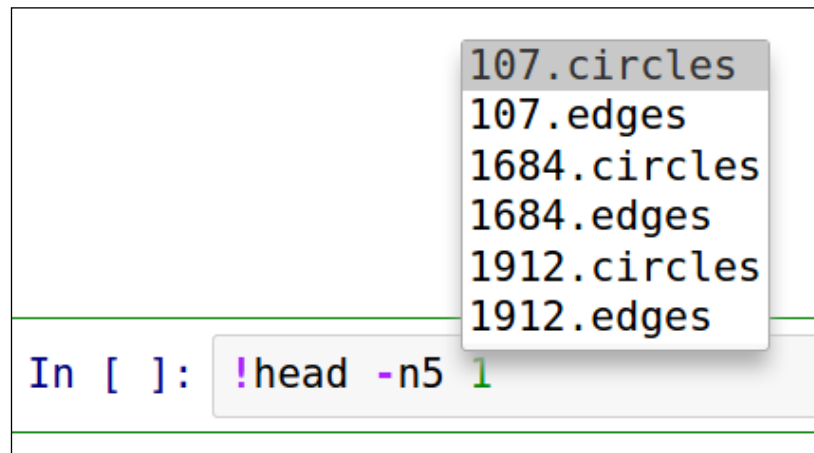 107.circles
107.edges
1684.circles
1684.edges
1912.circles
1912.edges
In [ ]: !head -n5 1